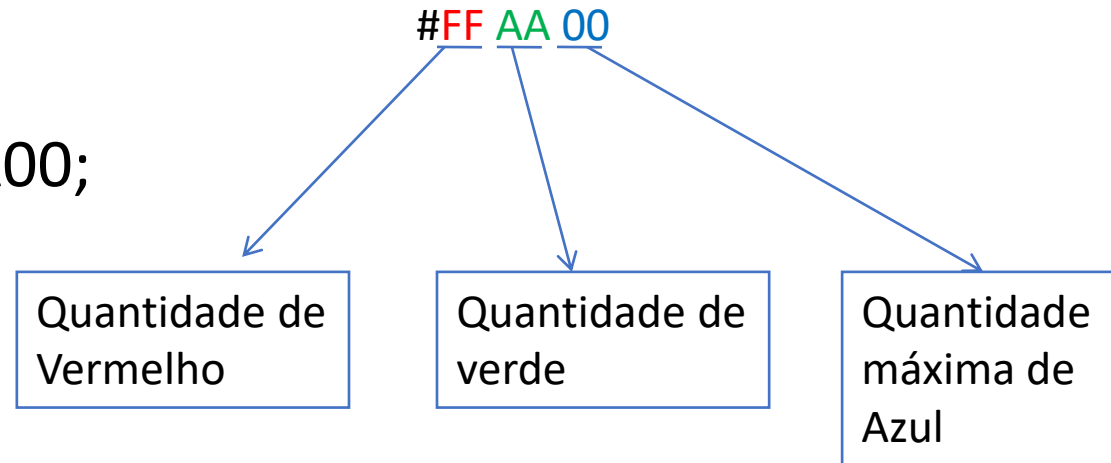 #FF AA 00
00;
Quantidade de
Vermelho
Quantidade de
verde
Quantidade
máxima de
Azul